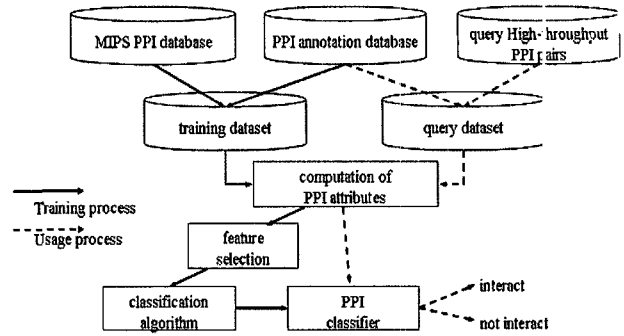 MIPS PPI database
PPI annotation database
query High-throughput
PPI pairs
training dataset
query dataset
computation of
PPI attributes
Training process
Usage process
feature
selection
classification
algorithm
PPI
classifier
interact
not interact